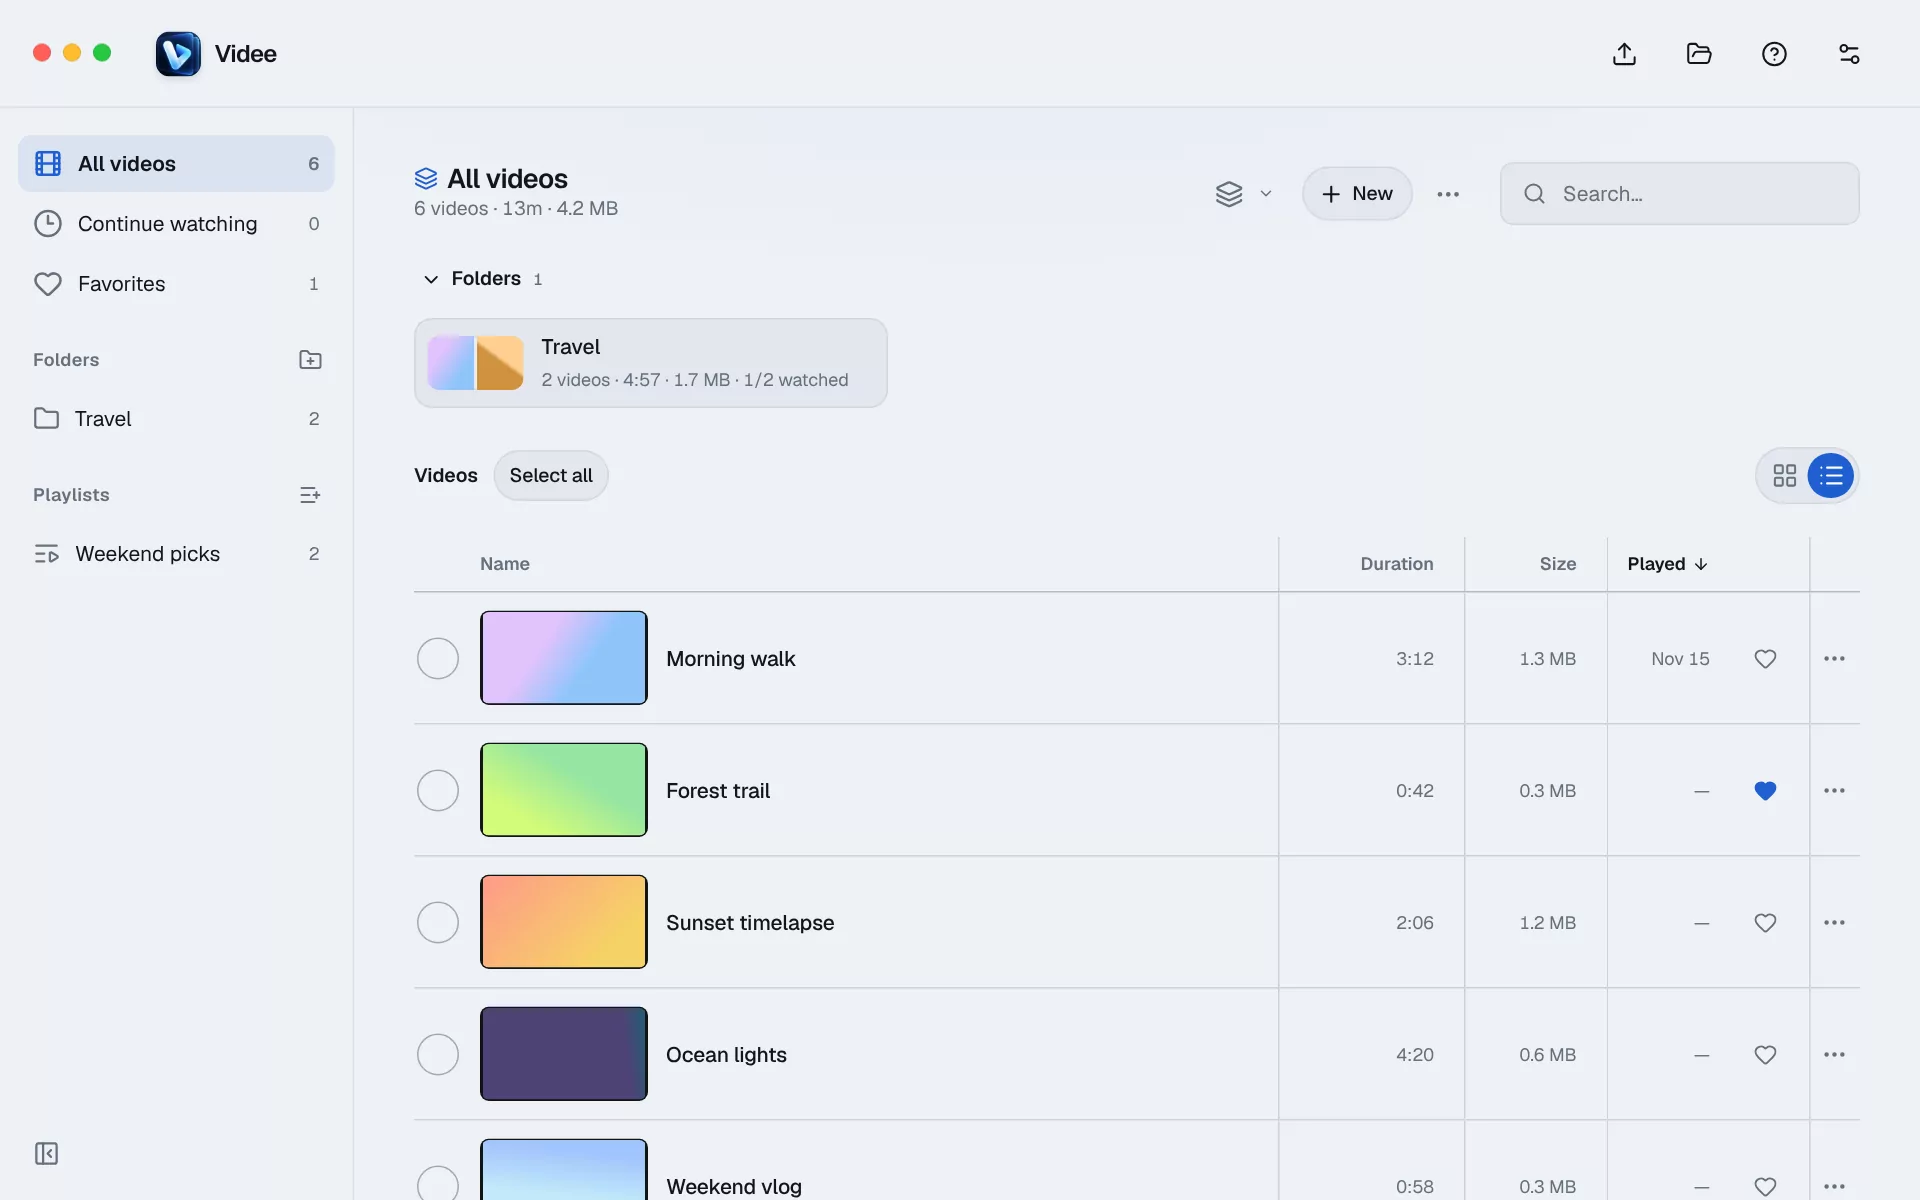 Videe
All videos 6
Continue watching 0
Favorites 1
Folders
Travel 2
Playlists
Weekend picks 2
All videos
6 videos · 13m · 4.2 MB
New
Search...
Folders 1
Travel
2 videos · 4:57 · 1.7 MB · 1/2 watched
Videos Select all
Name Duration Size Played ↓
Morning walk 3:12 1.3 MB Nov 15
Forest trail 0:42 0.3 MB —
Sunset timelapse 2:06 1.2 MB —
Ocean lights 4:20 0.6 MB —
Weekend vlog 0:58 0.3 MB —